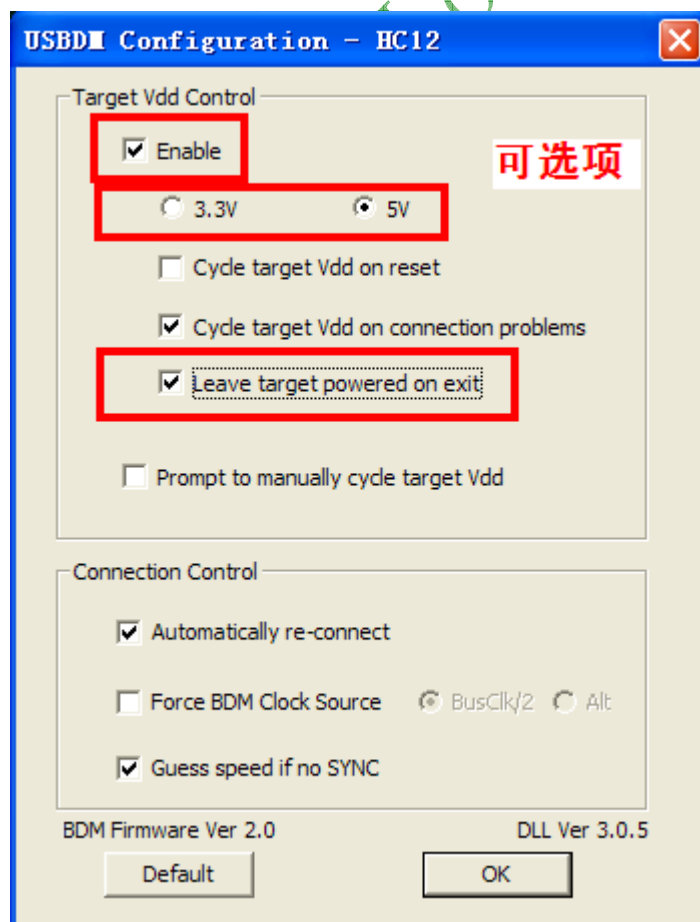 USBDM Configuration - HC12
Target Vdd Control
Enable
可选项
3.3V 5V
Cycle target Vdd on reset
Cycle target Vdd on connection problems
Leave target powered on exit
Prompt to manually cycle target Vdd
Connection Control
Automatically re-connect
Force BDM Clock Source BusClk/2 Alt
Guess speed if no SYNC
BDM Firmware Ver 2.0 DLL Ver 3.0.5
Default OK